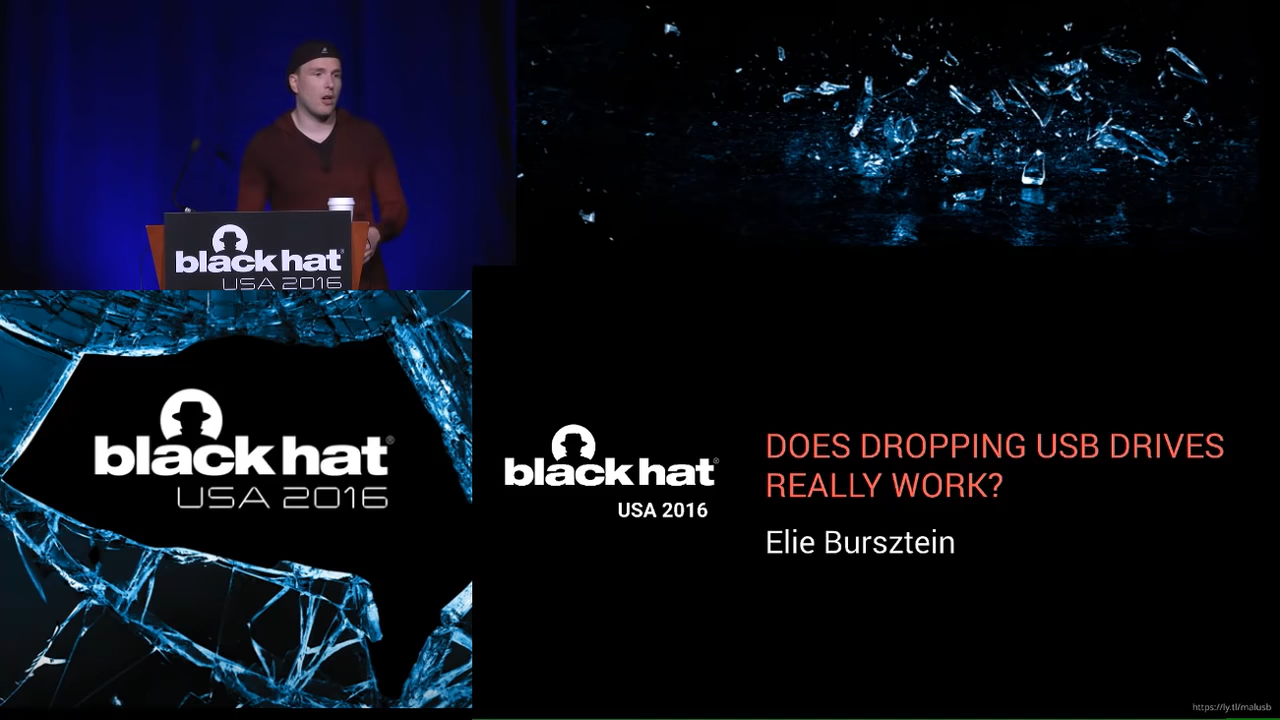 black hat®
USA 2016
black hat®
USA 2016
black hat®
USA 2016
DOES DROPPING USB DRIVES
REALLY WORK?
Elie Bursztein
https://ly.tl/malusb